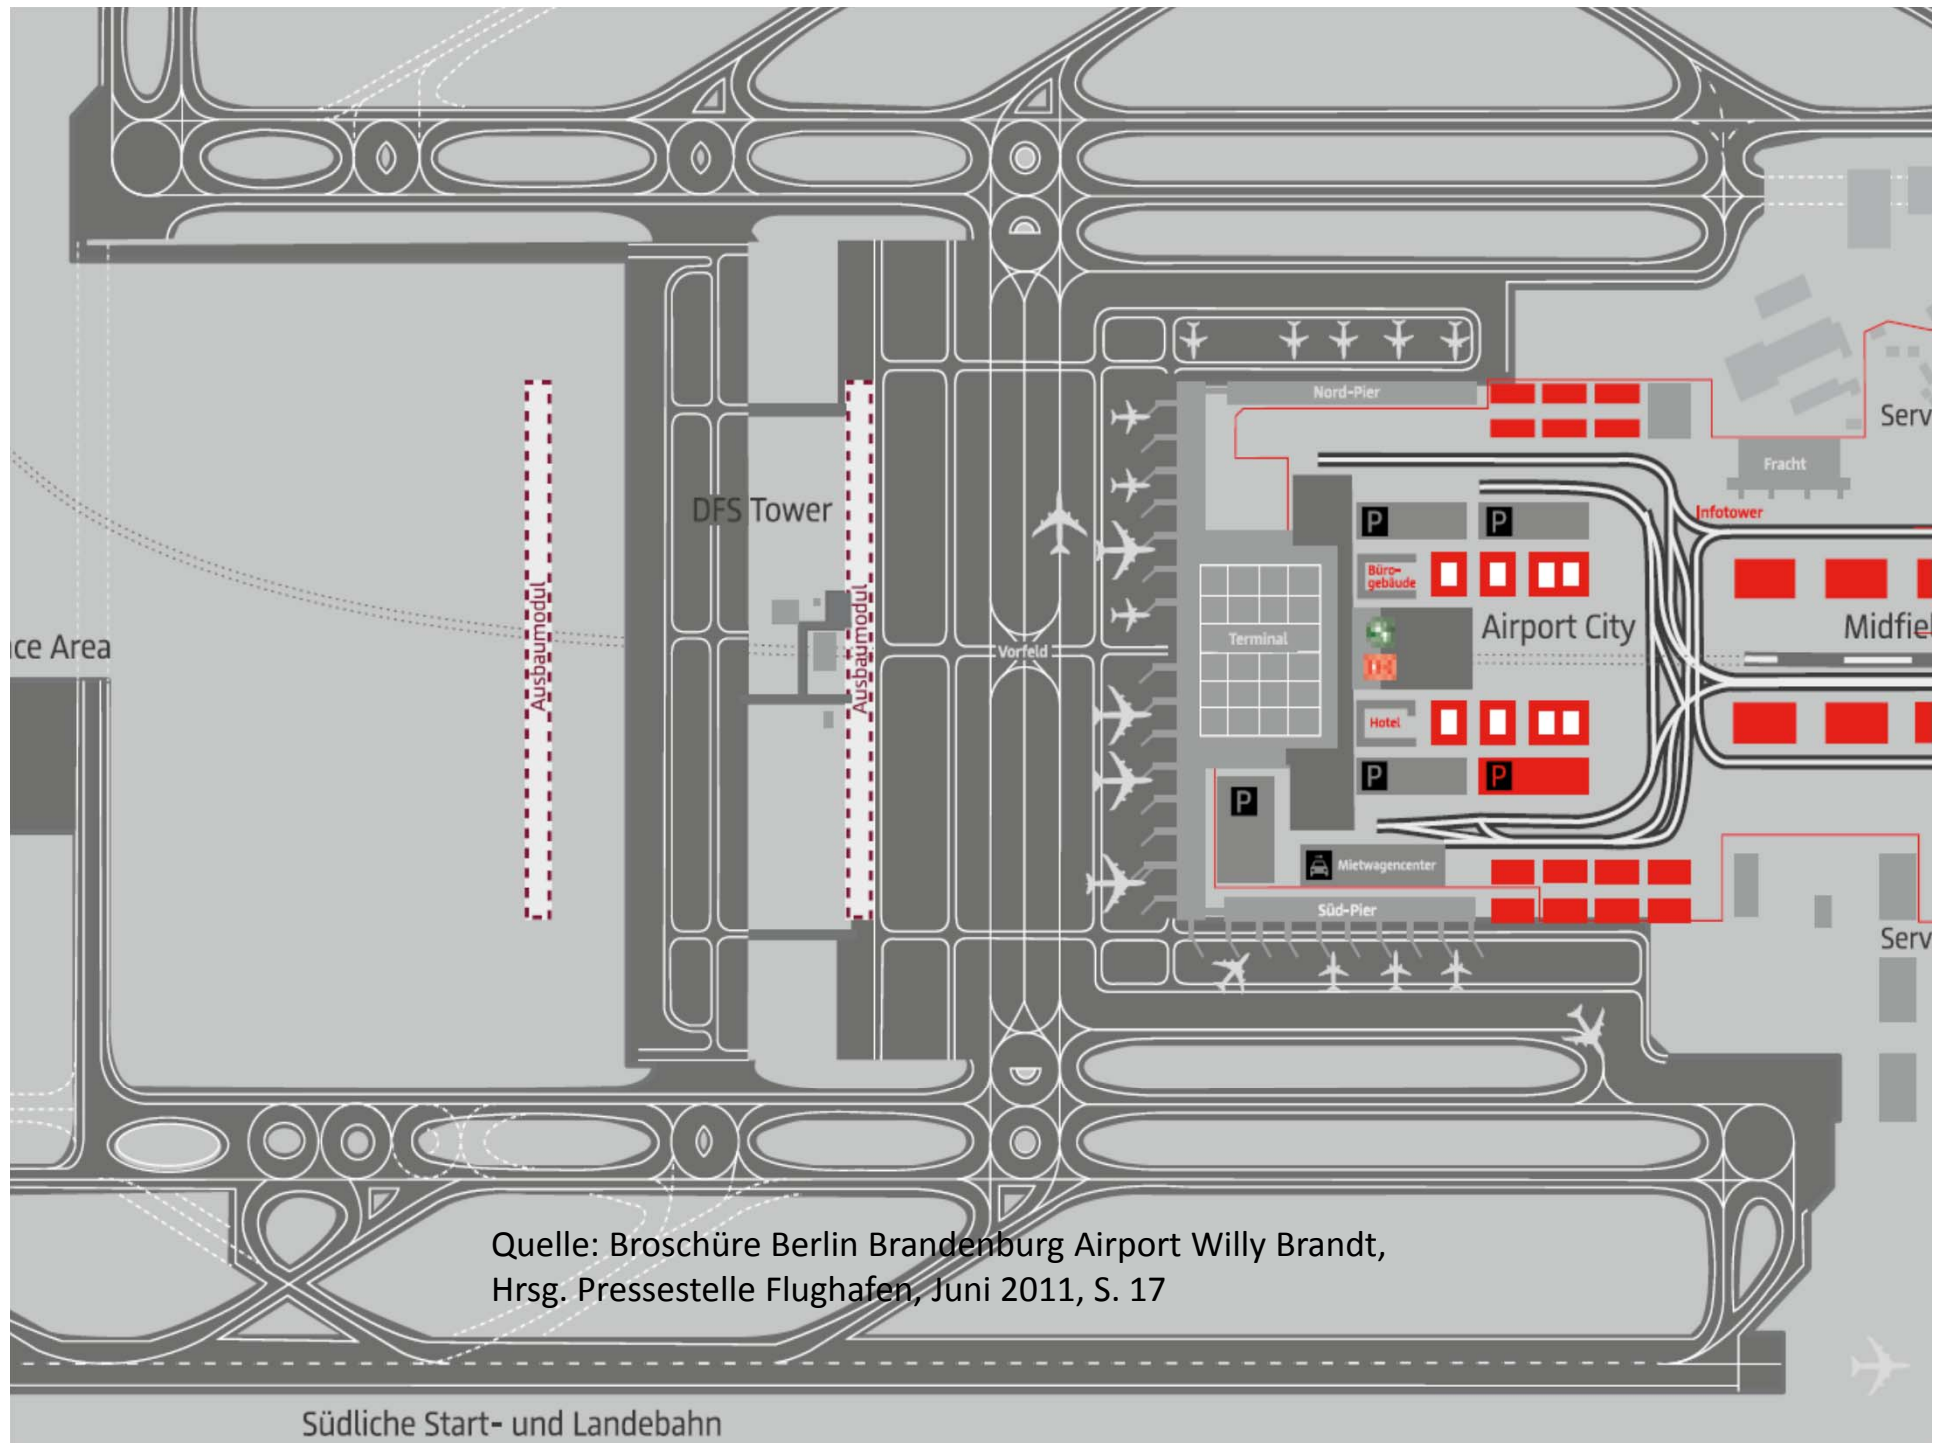 Nord-Pier
Serv
Fracht
DFS Tower
P
P
Infotower
Büro-
gebäude
Ausbaumodul
Ausbaumodul
Airport City
Midfiel
Terminal
ce Area
Vorfeld
Hotel
P
P
P
Mietwagencenter
Süd-Pier
Serv
Quelle: Broschüre Berlin Brandenburg Airport Willy Brandt,
Hrsg. Pressestelle Flughafen, Juni 2011, S. 17
Südliche Start- und Landebahn